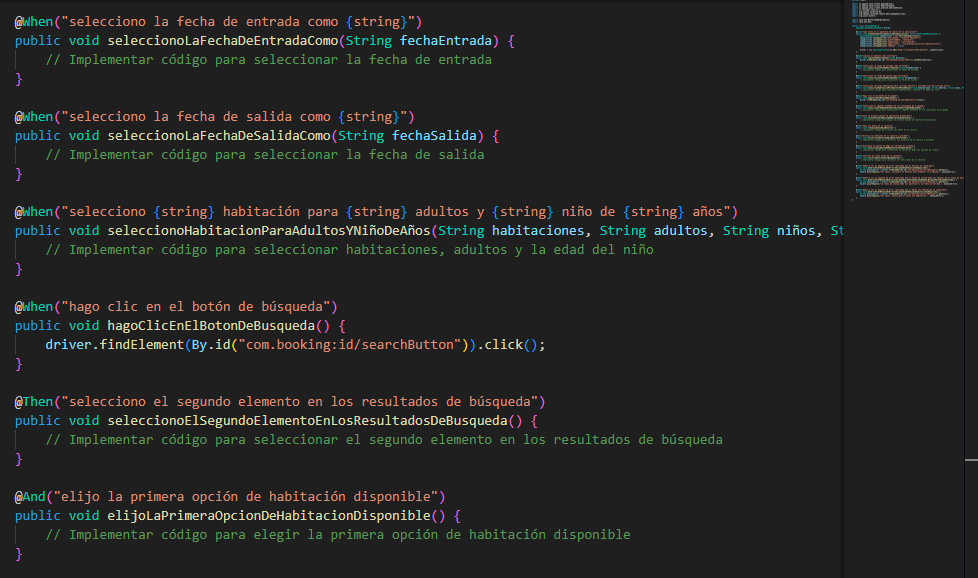 @When("selecciono la fecha de entrada como {string}")
public void seleccionoLaFechaDeEntradaComo(String fechaEntrada) {
// Implementar código para seleccionar la fecha de entrada
}
@When("selecciono la fecha de salida como {string}")
public void seleccionoLaFechaDeSalidaComo(String fechaSalida) {
// Implementar código para seleccionar la fecha de salida
}
@When("selecciono {string} habitación para {string} adultos y {string} niño de {string} años")
public void seleccionoHabitacionParaAdultosYNiñoDeAños(String habitaciones, String adultos, String niños, St
// Implementar código para seleccionar habitaciones, adultos y la edad del niño
}
@When("hago clic en el botón de búsqueda")
public void hagoClicEnElBotonDeBusqueda() {
driver.findElement(By.id("com.booking:id/searchButton")).click();
}
@Then("selecciono el segundo elemento en los resultados de búsqueda")
public void seleccionoElSegundoElementoEnLosResultadosDeBusqueda() {
// Implementar código para seleccionar el segundo elemento en los resultados de búsqueda
}
@And("elijo la primera opción de habitación disponible")
public void elijoLaPrimeraOpcionDeHabitacionDisponible() {
// Implementar código para elegir la primera opción de habitación disponible
}